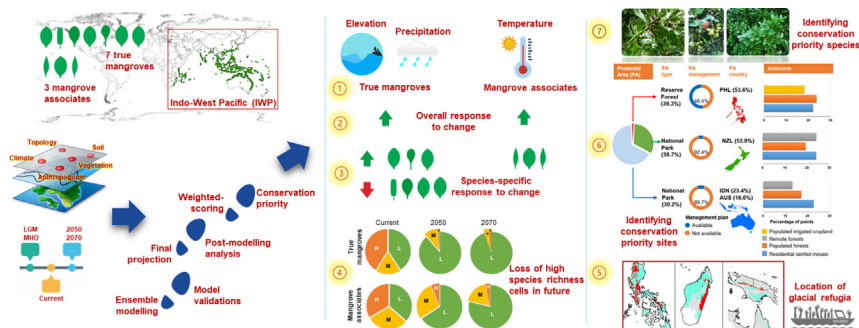 7 true
mangroves
3 mangrove
associates
Indo-West Pacific (IWP)
Topology
Soil
Climate
Vegetation
Anthropogenic
LGM
MHO
2050
2070
Current
Weighted-
scoring
Conservation
priority
Final
projection
Post-modelling
analysis
Ensemble
modelling
Model
validations
Elevation
Precipitation
Temperature
1
True mangroves
Mangrove associates
2
Overall response
to change
3
Species-specific
response to change
4
Current
2050
2070
True
mangroves
H
L
M
L
L
Mangrove
associates
H
L
M
M
L
M
L
Loss of high
species richness
cells in future
7
Identifying
conservation
priority species
Protected
Area (PA)
PA
type
PA
management
PA
country
Anthrome
Reserve
Forest
(39.3%)
PHL (53.6%)
6
National
Park
(38.7%)
NZL (53.8%)
National
Park
(30.2%)
IDN (23.4%)
AUS (16.6%)
Identifying
conservation
priority sites
Management plan
Available
Not available
Percentage of points
Populated irrigated cropland
Remote forests
Populated forests
Residential rainfed mosaic
5
Location of
glacial refugia